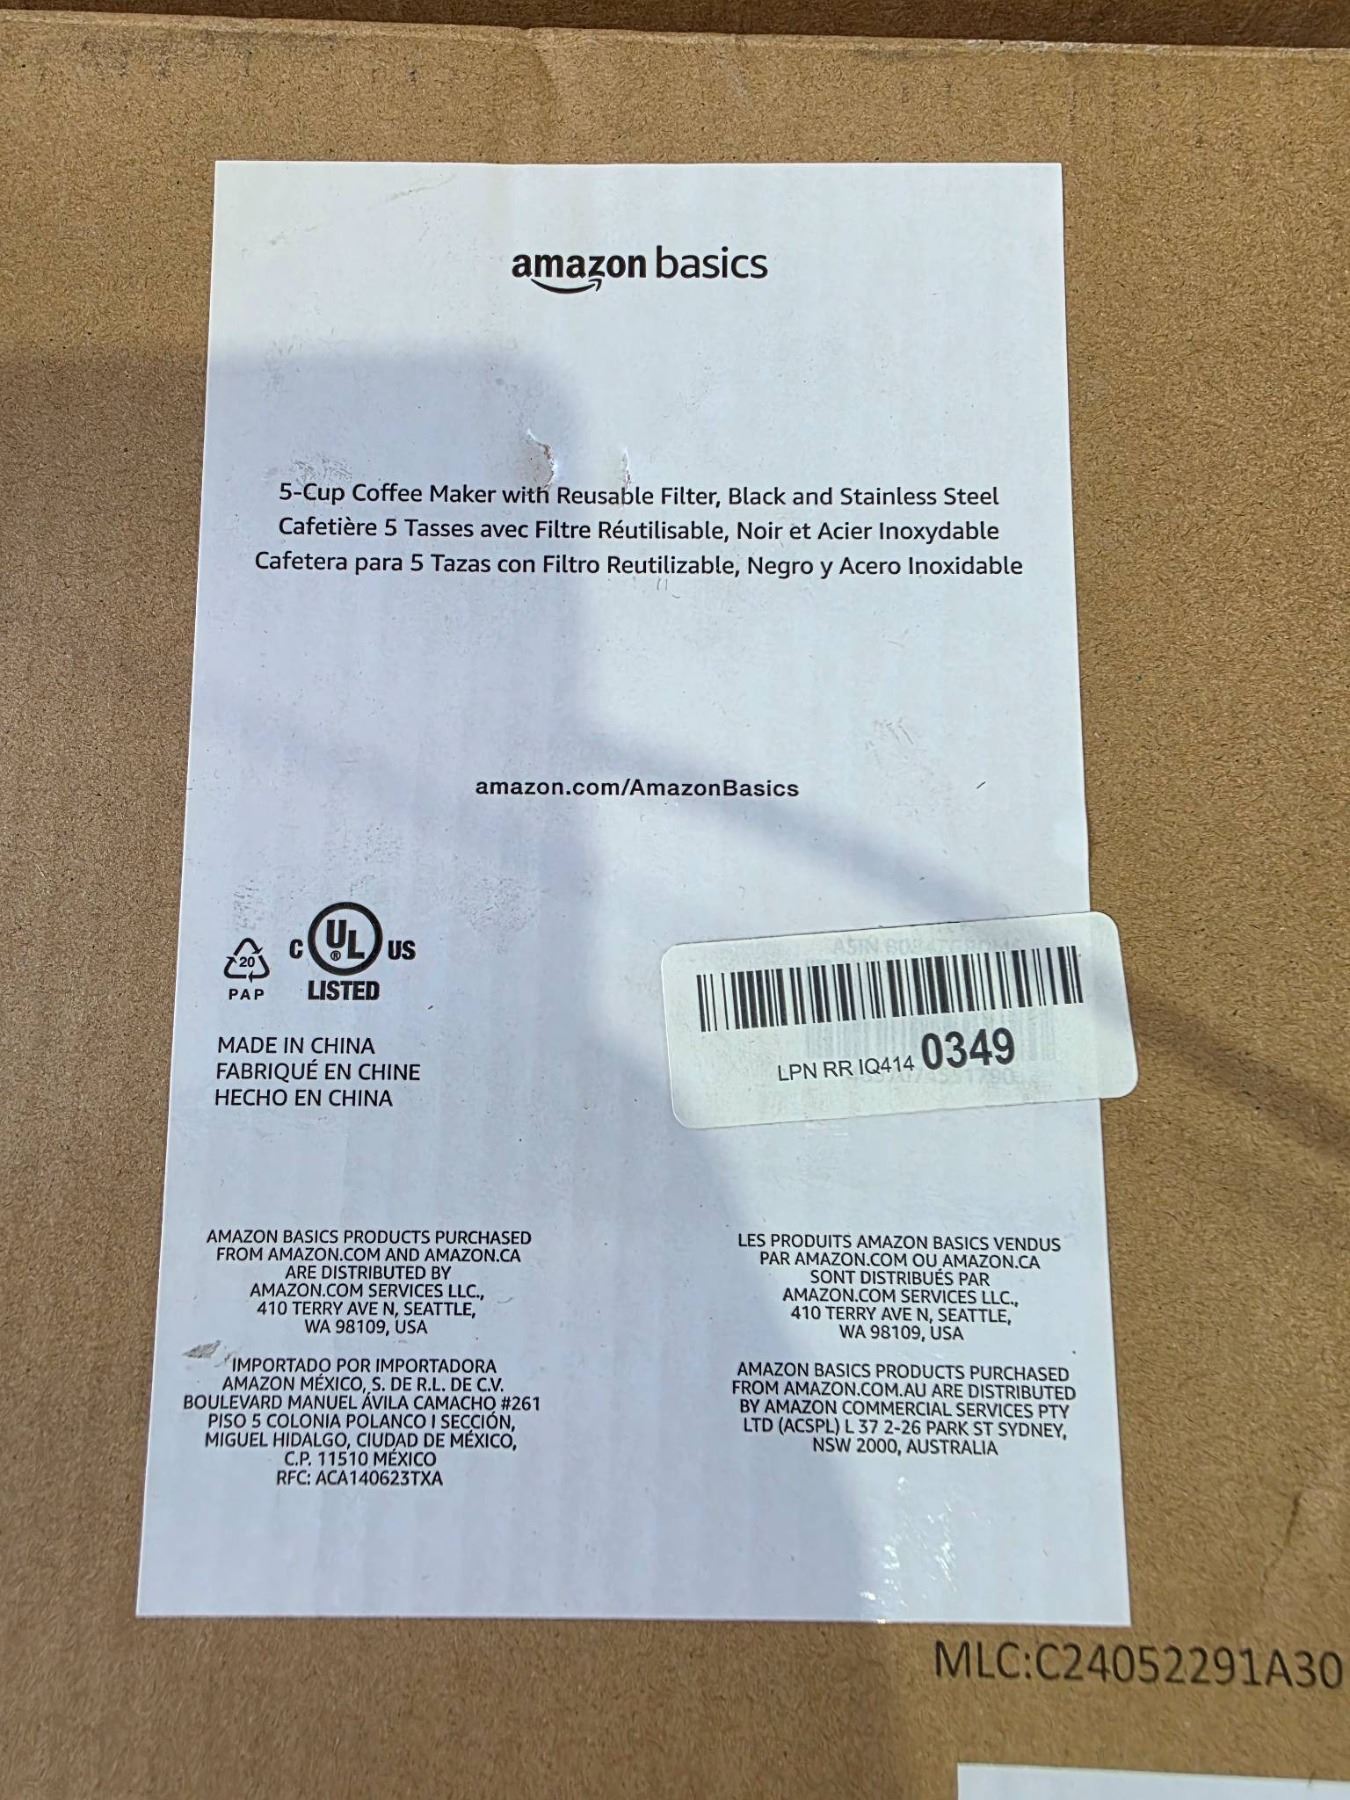 amazon basics
5-Cup Coffee Maker with Reusable Filter, Black and Stainless Steel
Cafetière 5 Tasses avec Filtre Réutilisable, Noir et Acier Inoxydable
Cafetera para 5 Tazas con Filtro Reutilizable, Negro y Acero Inoxidable
amazon.com/AmazonBasics
20
PAP
C UL ® US
LISTED
MADE IN CHINA
FABRIQUÉ EN CHINE
HECHO EN CHINA
ASIN
LPN RR IQ414 0349
AMAZON BASICS PRODUCTS PURCHASED
FROM AMAZON.COM AND AMAZON.CA
ARE DISTRIBUTED BY
AMAZON.COM SERVICES LLC.,
410 TERRY AVE N, SEATTLE,
WA 98109, USA
IMPORTADO POR IMPORTADORA
AMAZON MÉXICO, S. DE R.L. DE C.V.
BOULEVARD MANUEL ÁVILA CAMACHO #261
PISO 5 COLONIA POLANCO I SECCIÓN,
MIGUEL HIDALGO, CIUDAD DE MÉXICO,
C.P. 11510 MÉXICO
RFC: ACA140623TXA
LES PRODUITS AMAZON BASICS VENDUS
PAR AMAZON.COM OU AMAZON.CA
SONT DISTRIBUÉS PAR
AMAZON.COM SERVICES LLC.,
410 TERRY AVE N, SEATTLE,
WA 98109, USA
AMAZON BASICS PRODUCTS PURCHASED
FROM AMAZON.COM.AU ARE DISTRIBUTED
BY AMAZON COMMERCIAL SERVICES PTY
LTD (ACSPL) L 37 2-26 PARK ST SYDNEY,
NSW 2000, AUSTRALIA
MLC:C24052291A30